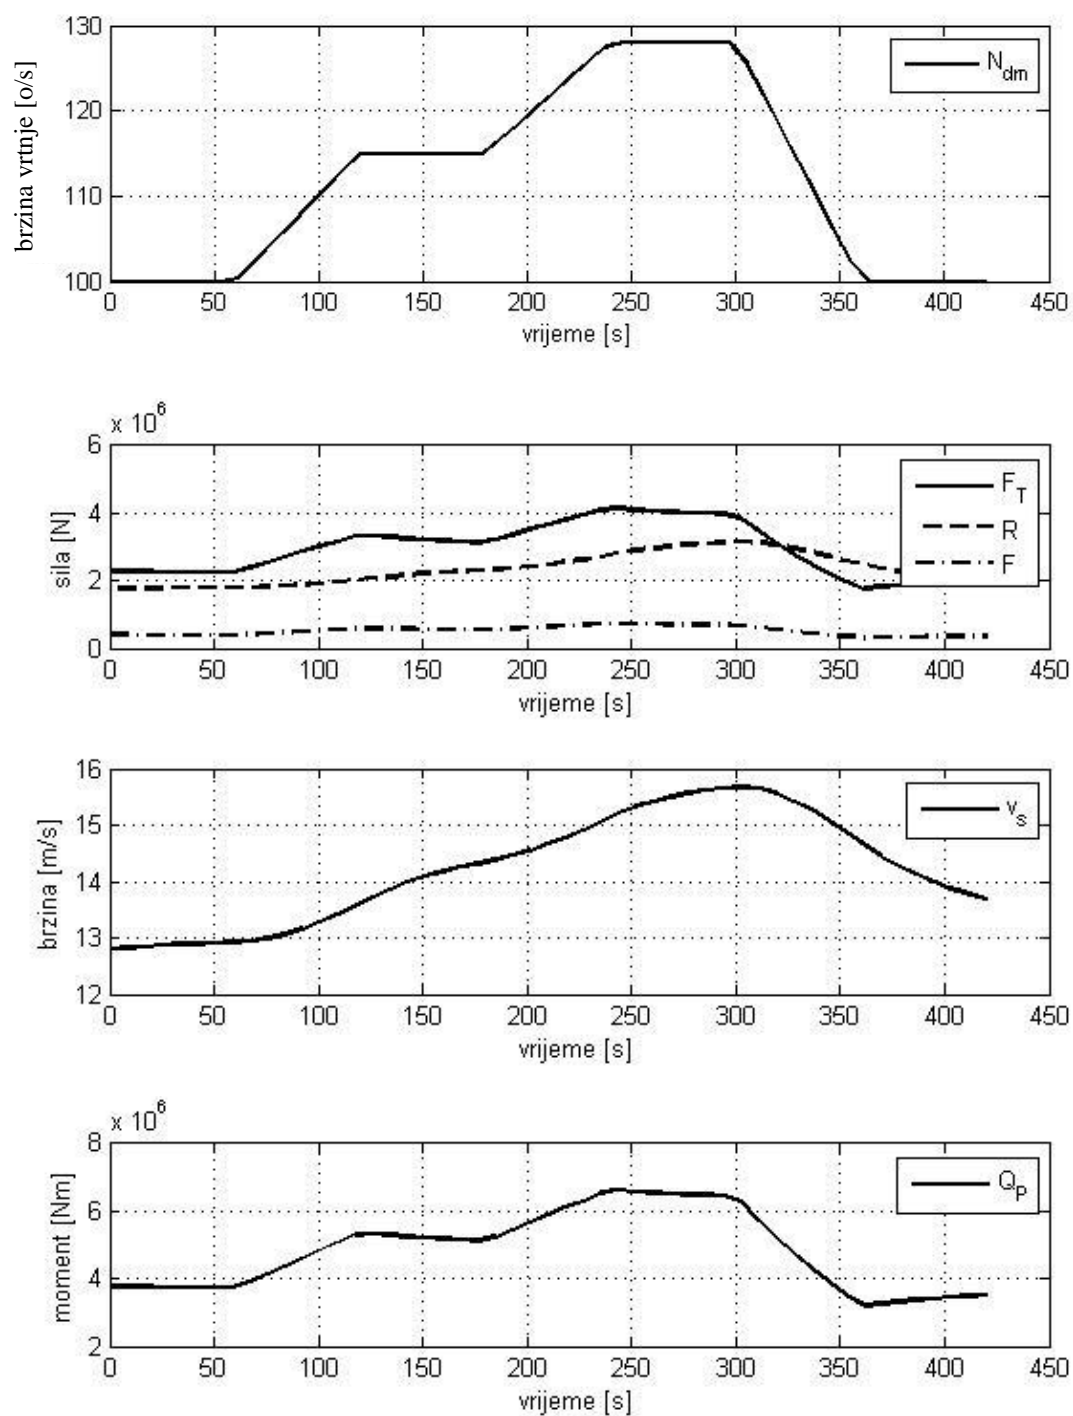 130
120
110
100
brzina vrtnje [o/s]
N_dm
0 50 100 150 200 250 300 350 400 450
vrijeme [s]
x 10^6
6
4
2
0
sila [N]
F_T
R
F
0 50 100 150 200 250 300 350 400 450
vrijeme [s]
16
15
14
13
12
brzina [m/s]
v_s
0 50 100 150 200 250 300 350 400 450
vrijeme [s]
x 10^6
8
6
4
2
moment [Nm]
Q_P
0 50 100 150 200 250 300 350 400 450
vrijeme [s]